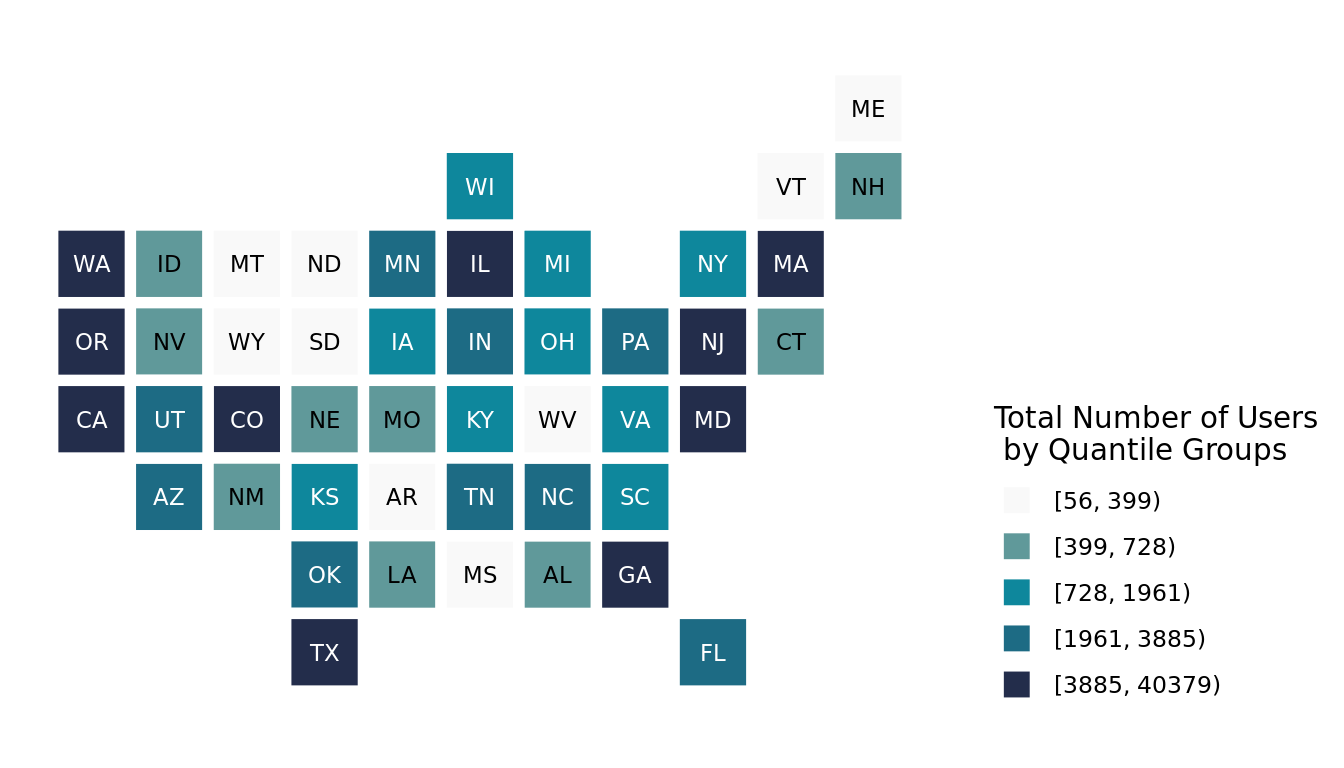 ME
WI
VT
NH
WA
ID
MT
ND
MN
IL
MI
NY
MA
OR
NV
WY
SD
IA
IN
OH
PA
NJ
CT
CA
UT
CO
NE
MO
KY
WV
VA
MD
AZ
NM
KS
AR
TN
NC
SC
OK
LA
MS
AL
GA
TX
FL
Total Number of Users
by Quantile Groups
[56, 399)
[399, 728)
[728, 1961)
[1961, 3885)
[3885, 40379)